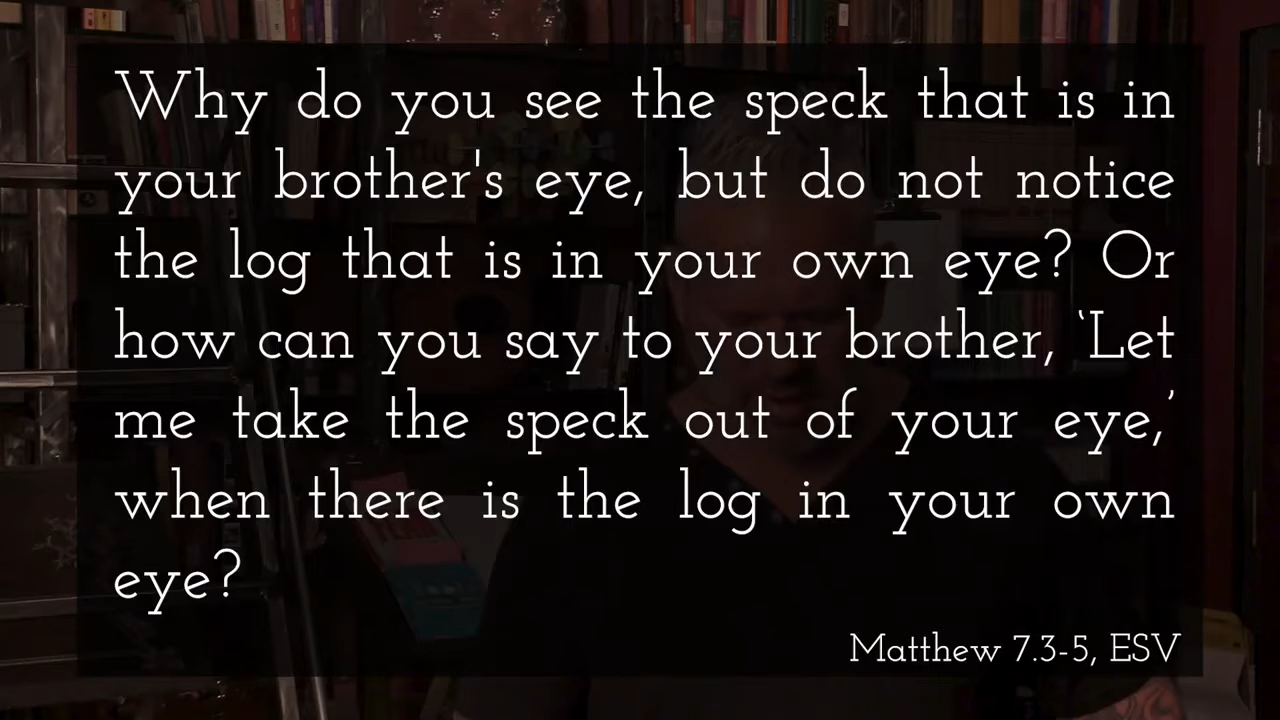 Why do you see the speck that is in
your brother's eye, but do not notice
the log that is in your own eye? Or
how can you say to your brother, ‘Let
me take the speck out of your eye,’
when there is the log in your own
eye?
Matthew 7.3-5, ESV